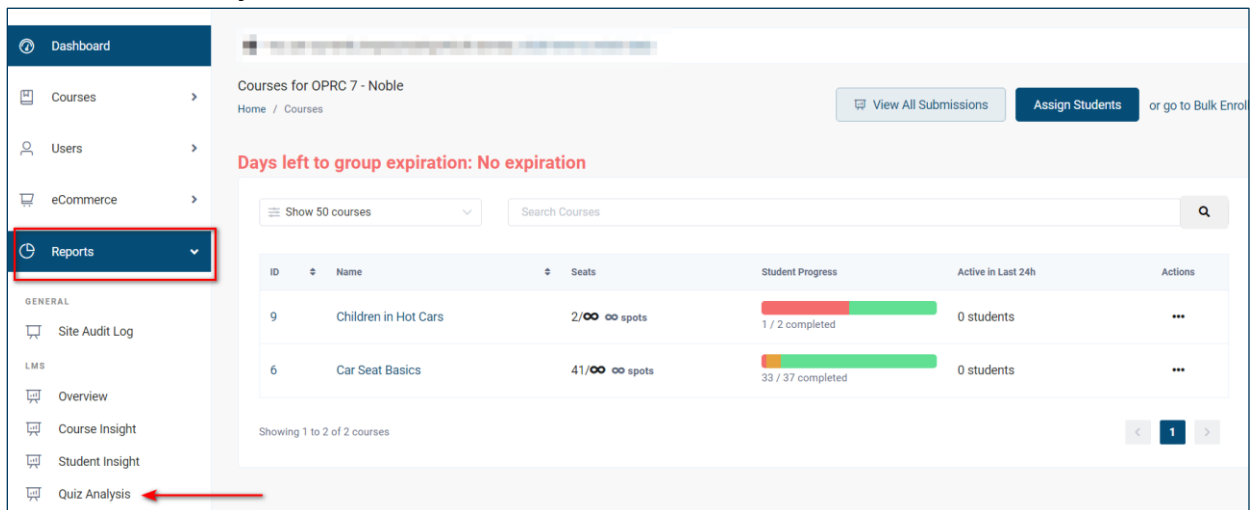 Dashboard
Courses
Users
eCommerce
Reports
GENERAL
Site Audit Log
LMS
Overview
Course Insight
Student Insight
Quiz Analysis
Courses for OPRC 7 - Noble
Home / Courses
View All Submissions
Assign Students
or go to Bulk Enroll
Days left to group expiration: No expiration
Show 50 courses
Search Courses
ID Name Seats Student Progress Active in Last 24h Actions
9 Children in Hot Cars 2/∞ ∞ spots 1 / 2 completed 0 students •••
6 Car Seat Basics 41/∞ ∞ spots 33 / 37 completed 0 students •••
Showing 1 to 2 of 2 courses
< 1 >